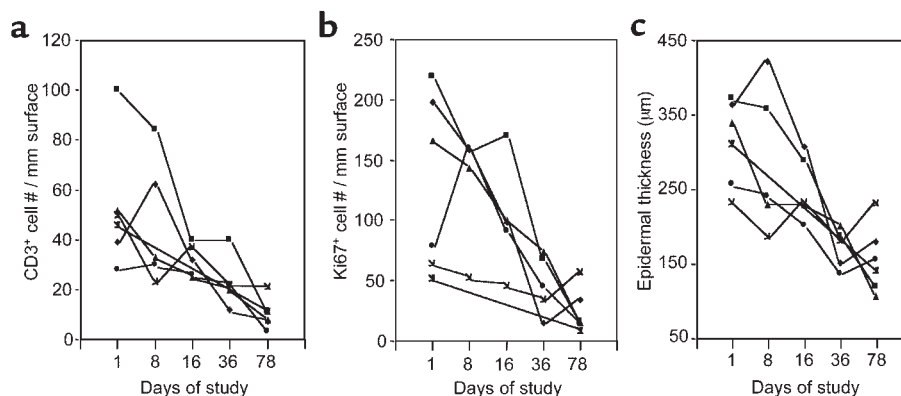 a
CD3⁺ cell # / mm surface
120
100
80
60
40
20
0
1 8 16 36 78
Days of study
b
Ki67⁺ cell # / mm surface
250
200
150
100
50
0
1 8 16 36 78
Days of study
c
Epidermal thickness (μm)
450
350
250
150
50
1 8 16 36 78
Days of study